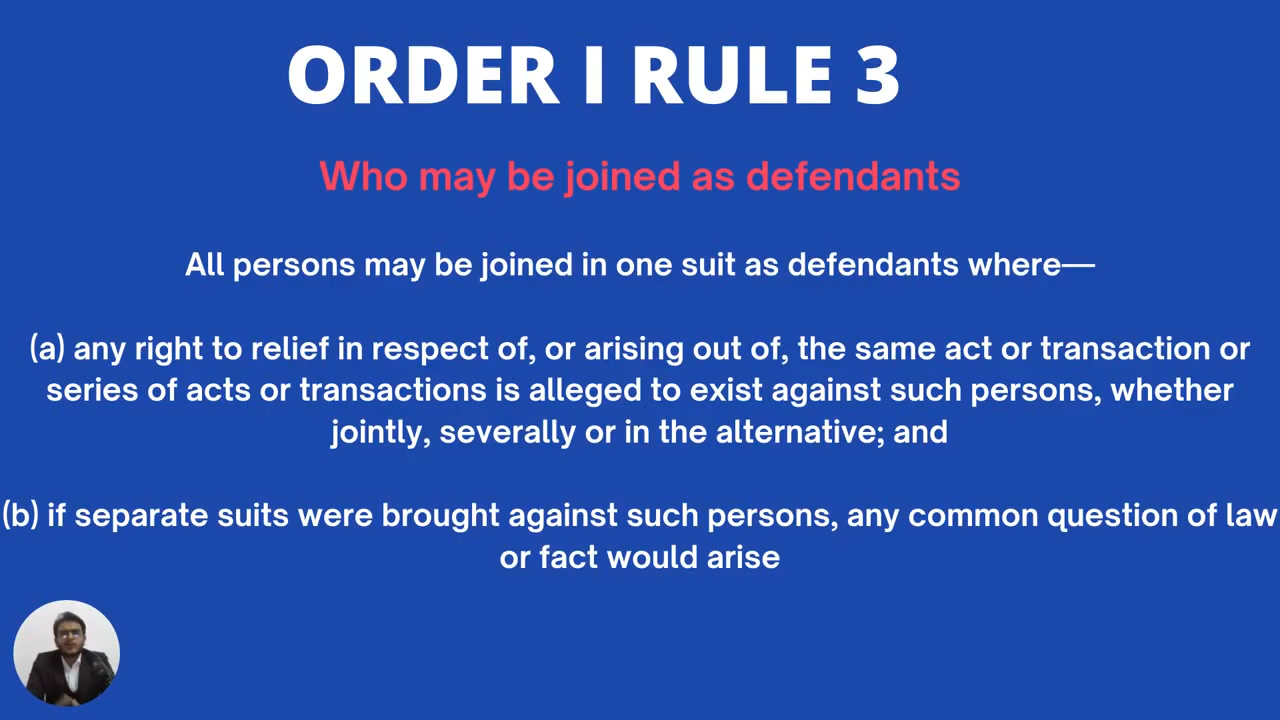 ORDER I RULE 3
Who may be joined as defendants
All persons may be joined in one suit as defendants where—
(a) any right to relief in respect of, or arising out of, the same act or transaction or
series of acts or transactions is alleged to exist against such persons, whether
jointly, severally or in the alternative; and
(b) if separate suits were brought against such persons, any common question of law
or fact would arise